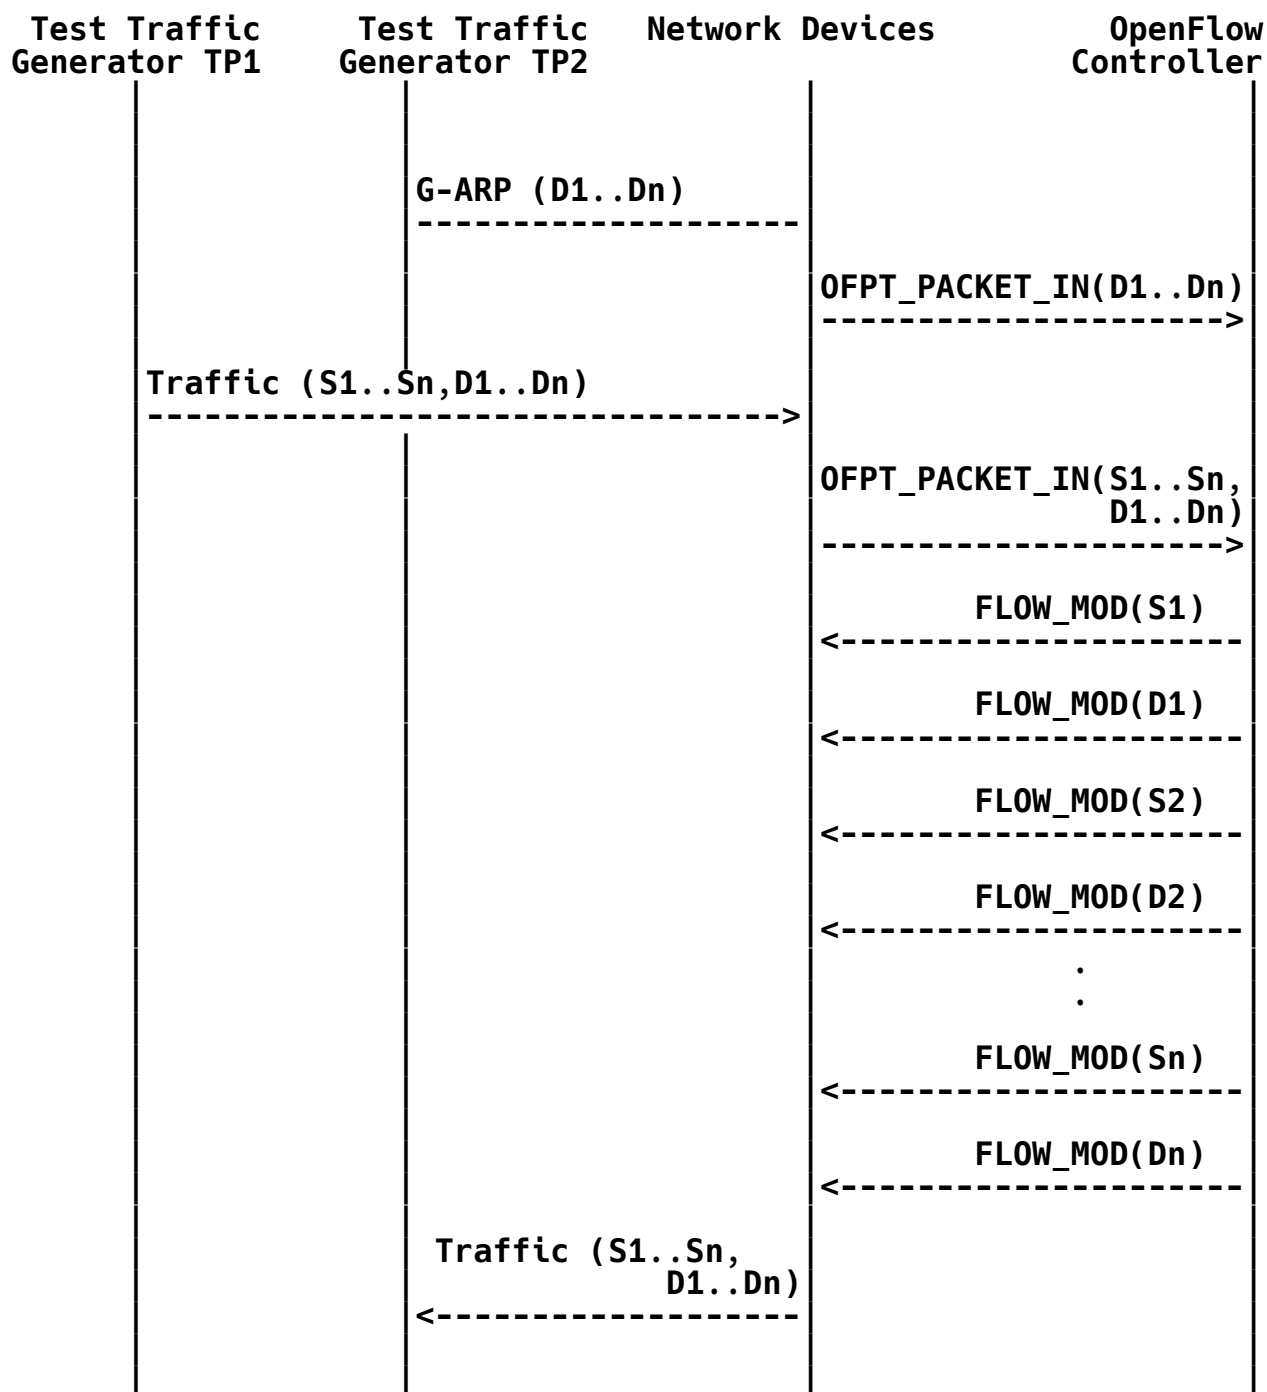 Test Traffic Test Traffic Network Devices OpenFlow
Generator TP1 Generator TP2 Controller
G-ARP (D1..Dn)
--------------------
OFPT_PACKET_IN(D1..Dn)
--------------------->
Traffic (S1..Sn,D1..Dn)
--------------------------------->
OFPT_PACKET_IN(S1..Sn,
D1..Dn)
--------------------->
FLOW_MOD(S1)
<---------------------
FLOW_MOD(D1)
<---------------------
FLOW_MOD(S2)
<---------------------
FLOW_MOD(D2)
<---------------------
.
.
FLOW_MOD(Sn)
<---------------------
FLOW_MOD(Dn)
<---------------------
Traffic (S1..Sn,
D1..Dn)
<-------------------